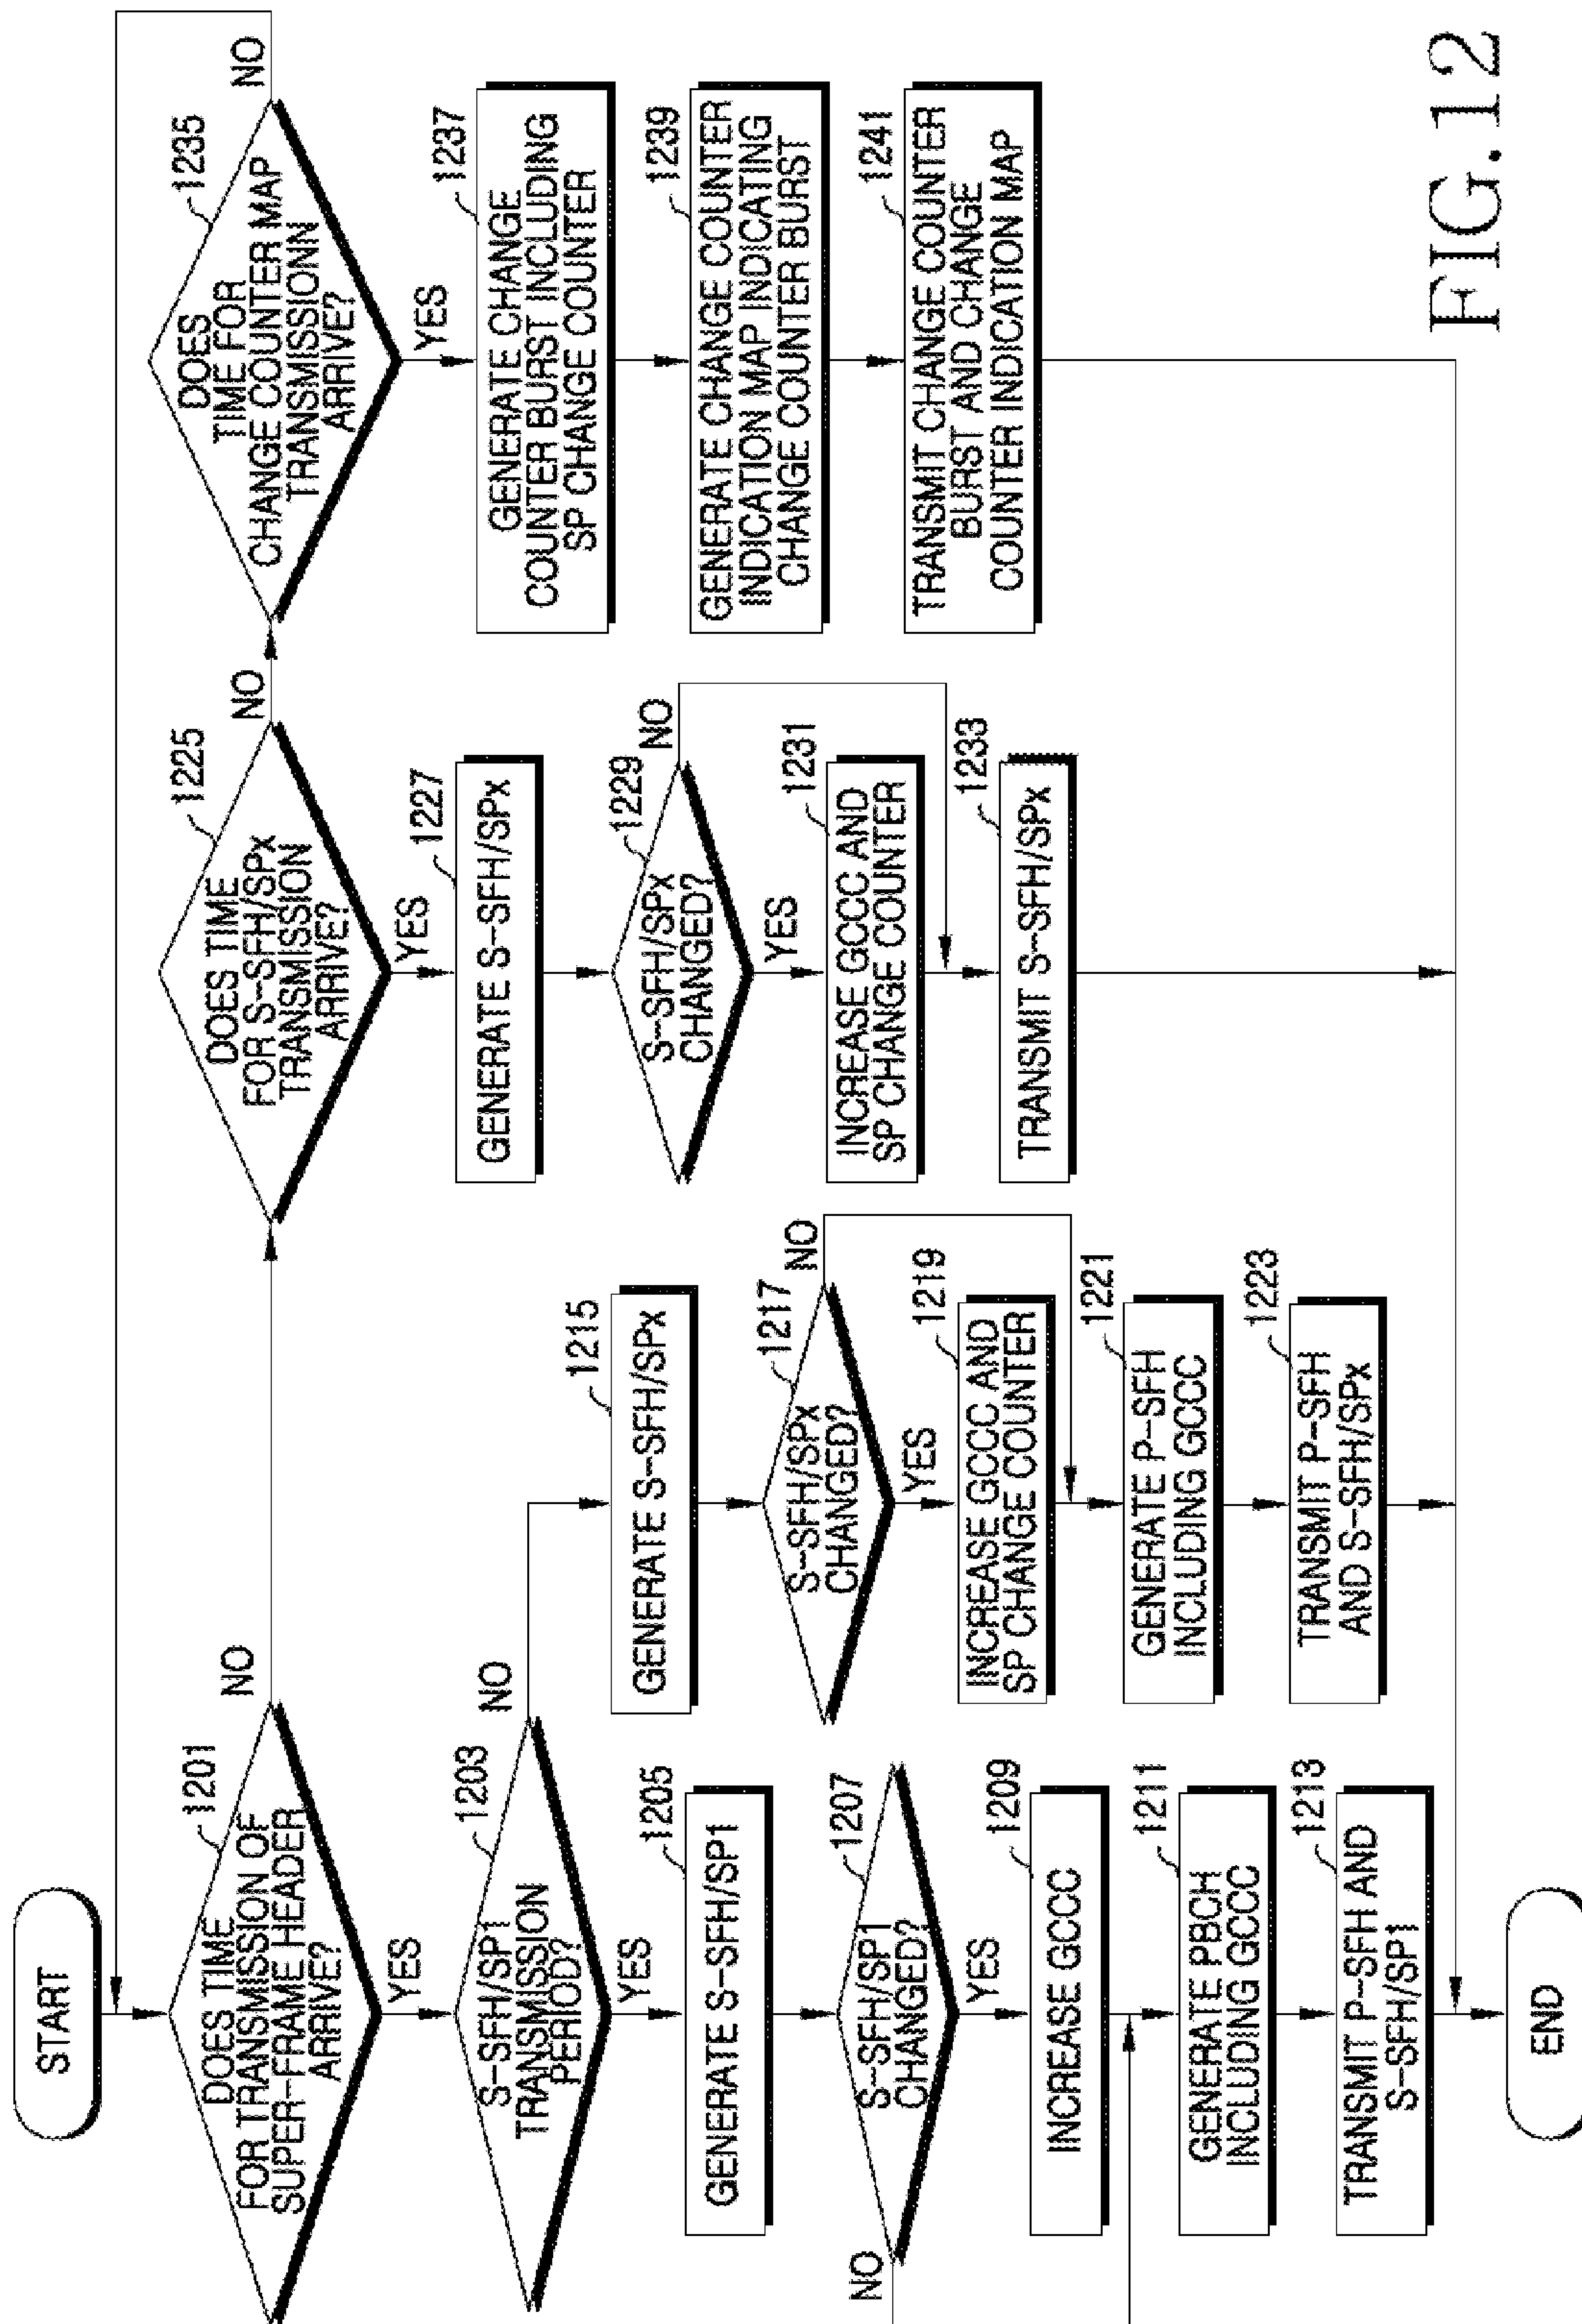 START
1201
DOES TIME
FOR TRANSMISSION OF
SUPER-FRAME HEADER
ARRIVE?
NO
YES
1203
S-SFH/SP1
TRANSMISSION
PERIOD?
NO
YES
1205
GENERATE S-SFH/SP1
1207
S-SFH/SP1
CHANGED?
NO
YES
1209
INCREASE GCCC
1211
GENERATE PBCH
INCLUDING GCCC
1213
TRANSMIT P-SFH AND
S-SFH/SP1
END
1215
GENERATE S-SFH/SPx
1217
S-SFH/SPx
CHANGED?
NO
YES
1219
INCREASE GCCC AND
SP CHANGE COUNTER
1221
GENERATE P-SFH
INCLUDING GCCC
1223
TRANSMIT P-SFH
AND S-SFH/SPx
1225
DOES TIME
FOR S-SFH/SPx
TRANSMISSION
ARRIVE?
NO
YES
1227
GENERATE S-SFH/SPx
1229
S-SFH/SPx
CHANGED?
NO
YES
1231
INCREASE GCCC AND
SP CHANGE COUNTER
1233
TRANSMIT S-SFH/SPx
1235
DOES
TIME FOR
CHANGE COUNTER MAP
TRANSMISSIONN
ARRIVE?
NO
YES
1237
GENERATE CHANGE
COUNTER BURST INCLUDING
SP CHANGE COUNTER
1239
GENERATE CHANGE COUNTER
INDICATION MAP INDICATING
CHANGE COUNTER BURST
1241
TRANSMIT CHANGE COUNTER
BURST AND CHANGE
COUNTER INDICATION MAP
FIG.12